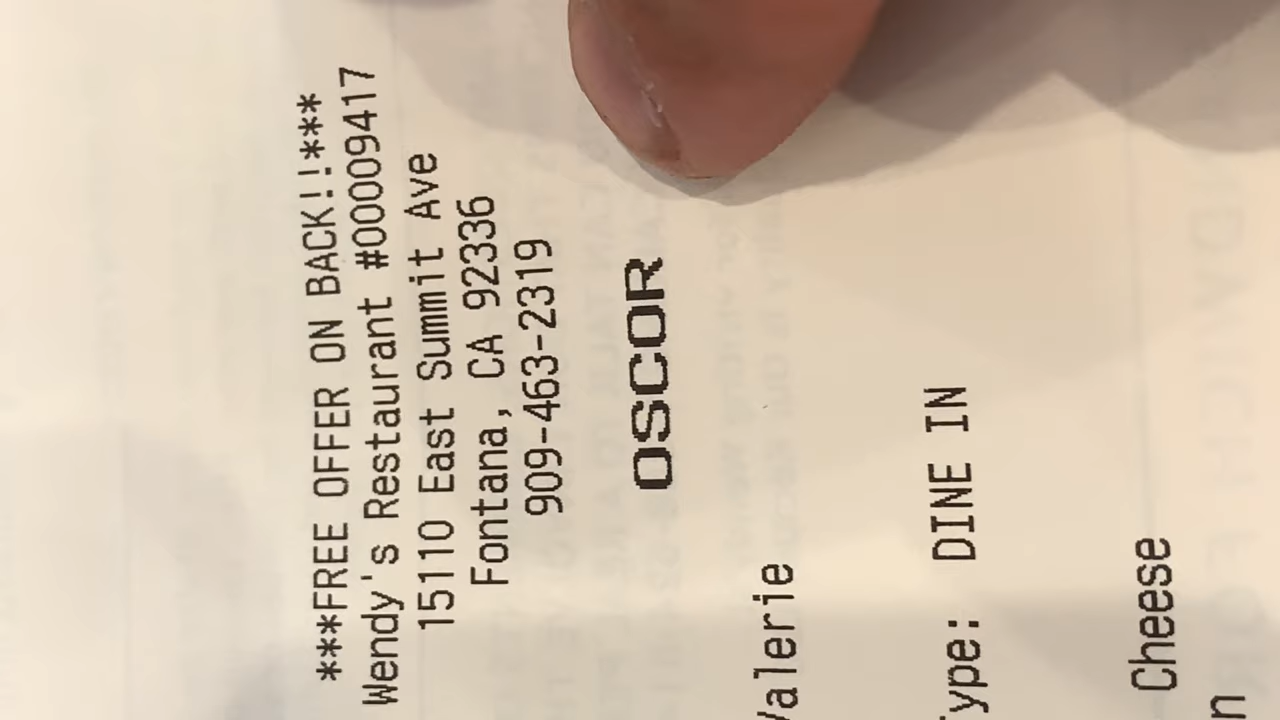 ***FREE OFFER ON BACK!!***
Wendy's Restaurant #00009417
15110 East Summit Ave
Fontana, CA 92336
909-463-2319
OSCOR
Valerie
Type: DINE IN
Cheese
n